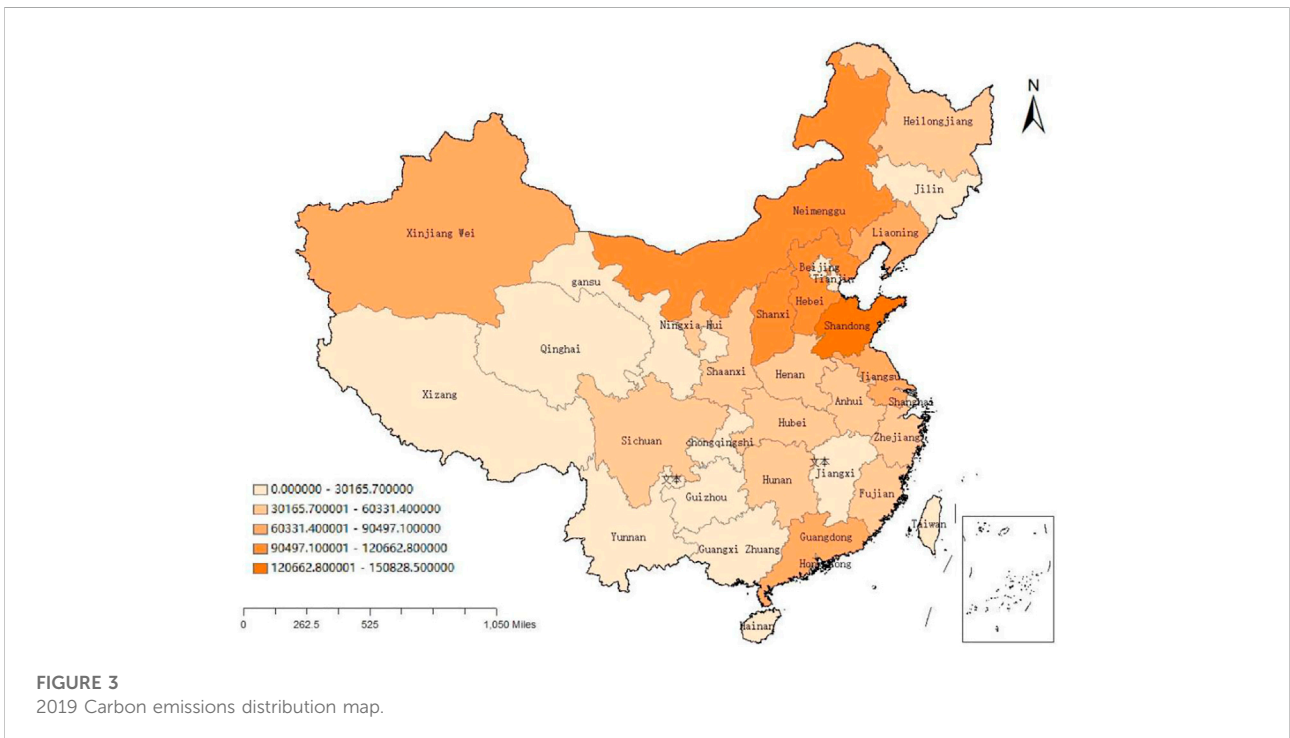 N
Heilongjiang
Jilin
Neimenggu
Liaoning
Xinjiang Wei
Beijing
Tianjin
gansu
Hebei
Shanxi
Shandong
Ningxia-Hui
Qinghai
Shaanxi
Henan
Jiangsu
Xizang
Anhui
Shanghai
Hubei
Zhejiang
Sichuan
chongqingshi
文本
Jiangxi
文本
Hunan
Guizhou
Fujian
Taiwan
Yunnan
Guangxi Zhuang
Guangdong
Hong Kong
Hainan
0.000000 - 30165.700000
30165.700001 - 60331.400000
60331.400001 - 90497.100000
90497.100001 - 120662.800000
120662.800001 - 150828.500000
0 262.5 525 1,050 Miles
FIGURE 3
2019 Carbon emissions distribution map.